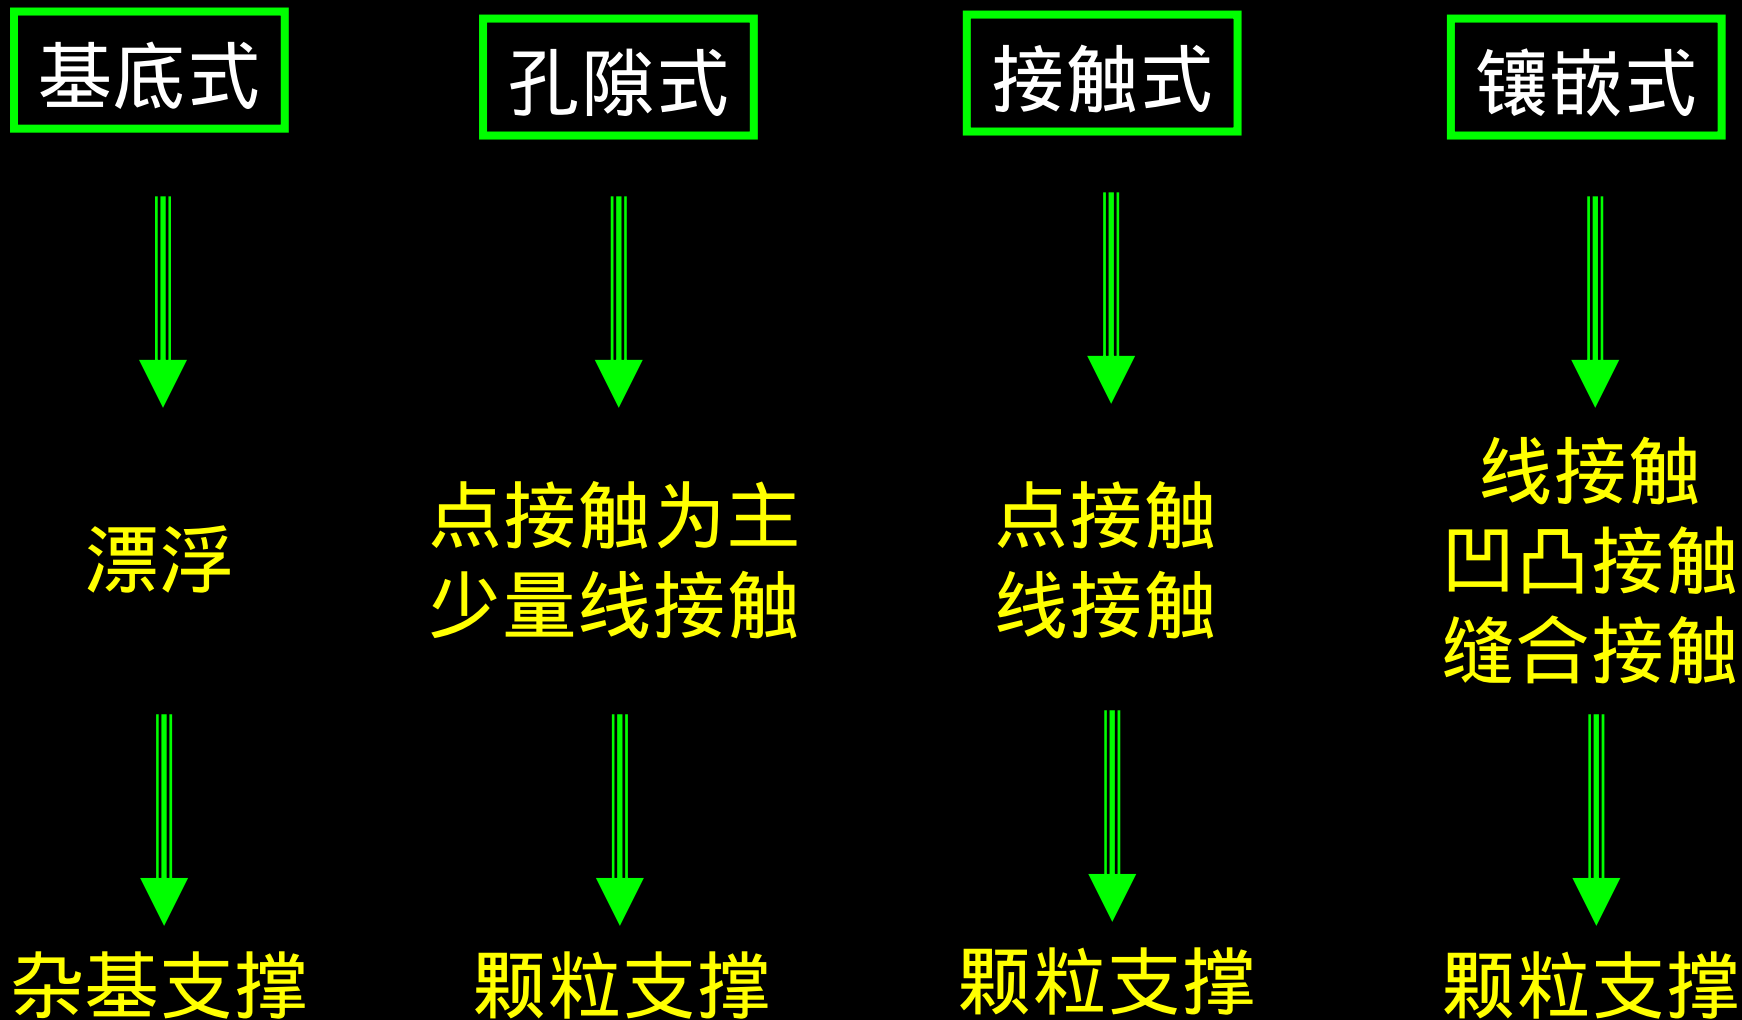 基底式
孔隙式
接触式
镶嵌式
漂浮
点接触为主
少量线接触
点接触
线接触
线接触
凹凸接触
缝合接触
杂基支撑
颗粒支撑
颗粒支撑
颗粒支撑